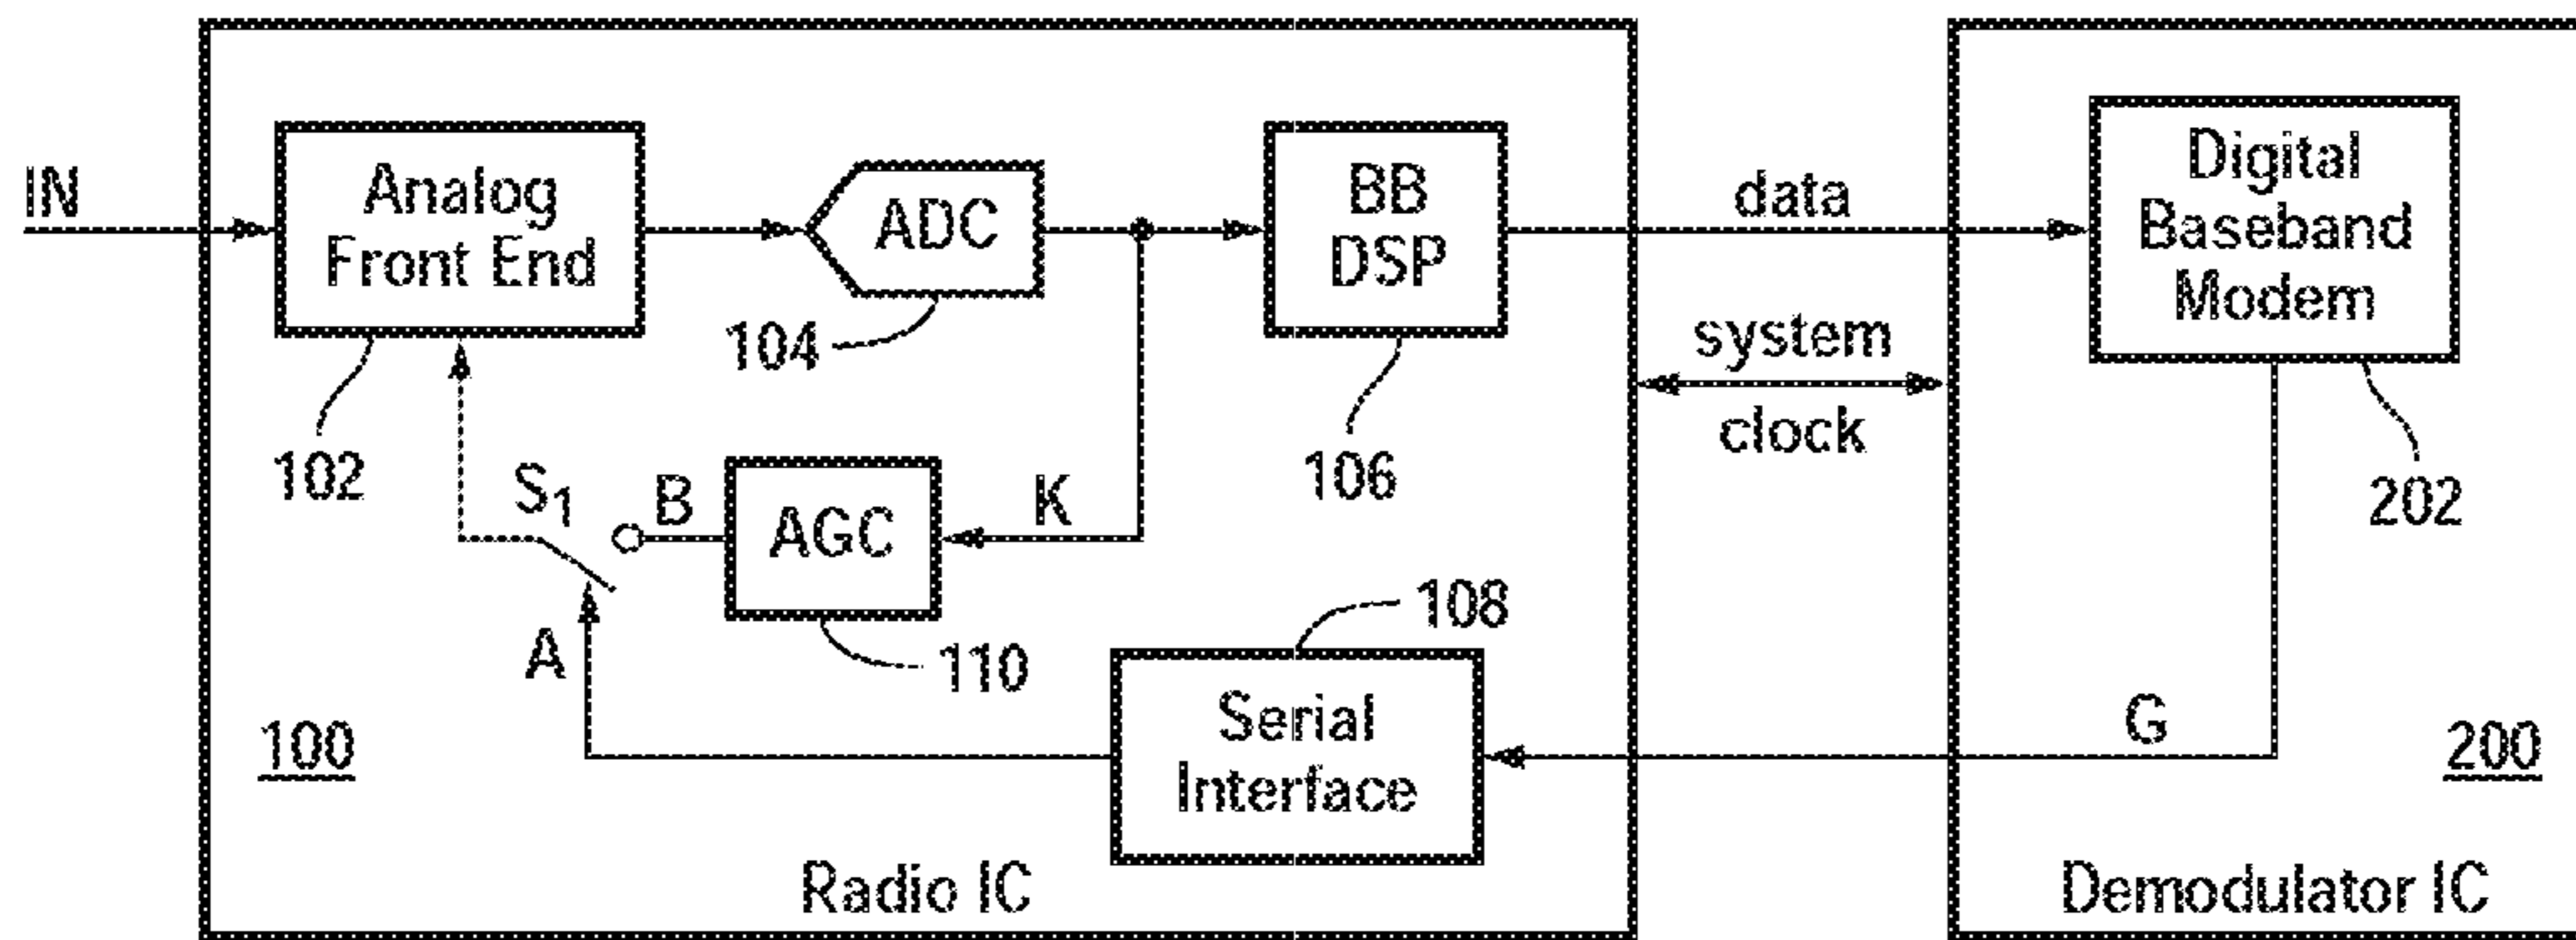 IN
Analog
Front End
102
ADC
104
BB
DSP
106
data
system
clock
Digital
Baseband
Modem
202
S1
B
AGC
K
110
A
108
Serial
Interface
G
100
200
Radio IC
Demodulator IC